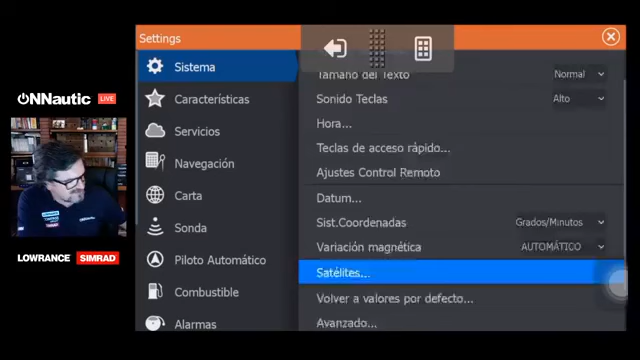 Settings
Sistema
Características
Servicios
Navegación
Carta
Sonda
Piloto Automático
Combustible
Alarmas
Tamaño del Texto Normal
Sonido Teclas Alto
Hora...
Teclas de acceso rápido...
Ajustes Control Remoto
Datum...
Sist.Coordenadas Grados/Minutos
Variación magnética AUTOMÁTICO
Satélites...
Volver a valores por defecto...
Avanzado...
ONNautic LIVE
LOWRANCE SIMRAD